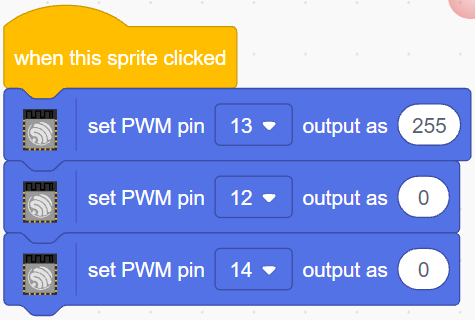 when this sprite clicked
set PWM pin 13 output as 255
set PWM pin 12 output as 0
set PWM pin 14 output as 0